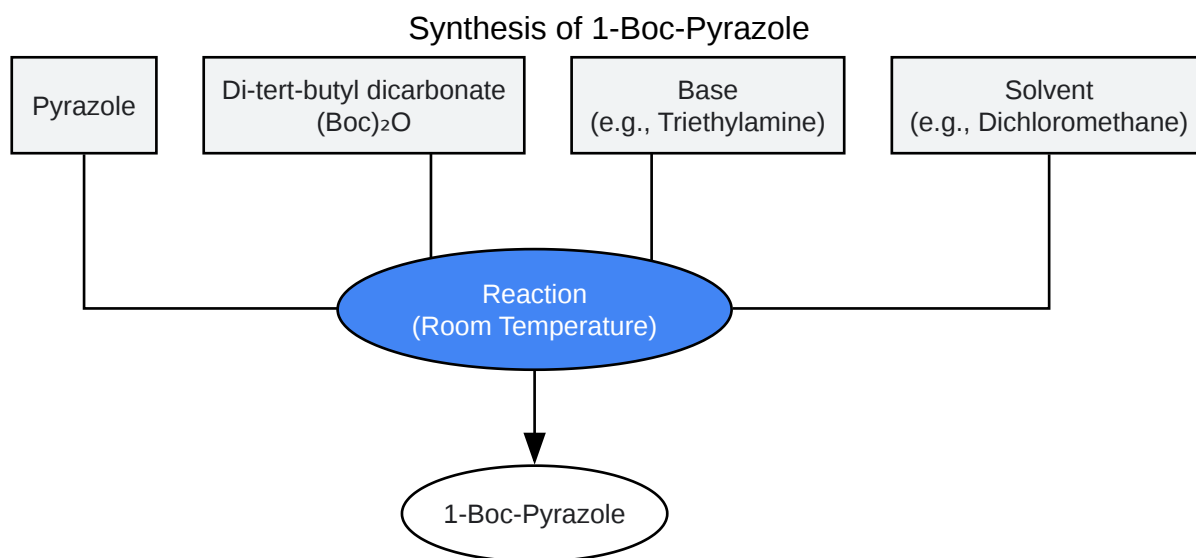 Synthesis of 1-Boc-Pyrazole
Pyrazole
Di-tert-butyl dicarbonate
(Boc)₂O
Base
(e.g., Triethylamine)
Solvent
(e.g., Dichloromethane)
Reaction
(Room Temperature)
1-Boc-Pyrazole